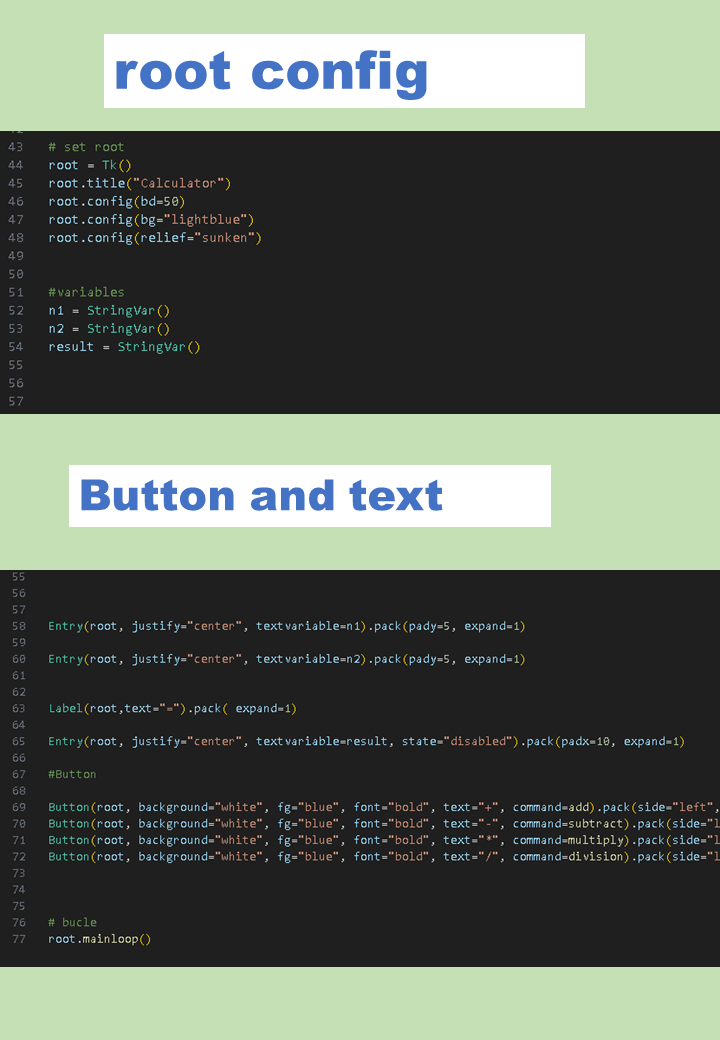 root config
43 # set root
44 root = Tk()
45 root.title("Calculator")
46 root.config(bd=50)
47 root.config(bg="lightblue")
48 root.config(relief="sunken")
49
50
51 #variables
52 n1 = StringVar()
53 n2 = StringVar()
54 result = StringVar()
55
56
57
Button and text
55
56
57
58 Entry(root, justify="center", textvariable=n1).pack(pady=5, expand=1)
59
60 Entry(root, justify="center", textvariable=n2).pack(pady=5, expand=1)
61
62
63 Label(root,text="=").pack( expand=1)
64
65 Entry(root, justify="center", textvariable=result, state="disabled").pack(padx=10, expand=1)
66
67 #Button
68
69 Button(root, background="white", fg="blue", font="bold", text="+", command=add).pack(side="left",
70 Button(root, background="white", fg="blue", font="bold", text="-", command=subtract).pack(side="l
71 Button(root, background="white", fg="blue", font="bold", text="*", command=multiply).pack(side="l
72 Button(root, background="white", fg="blue", font="bold", text="/", command=division).pack(side="l
73
74
75
76 # bucle
77 root.mainloop()